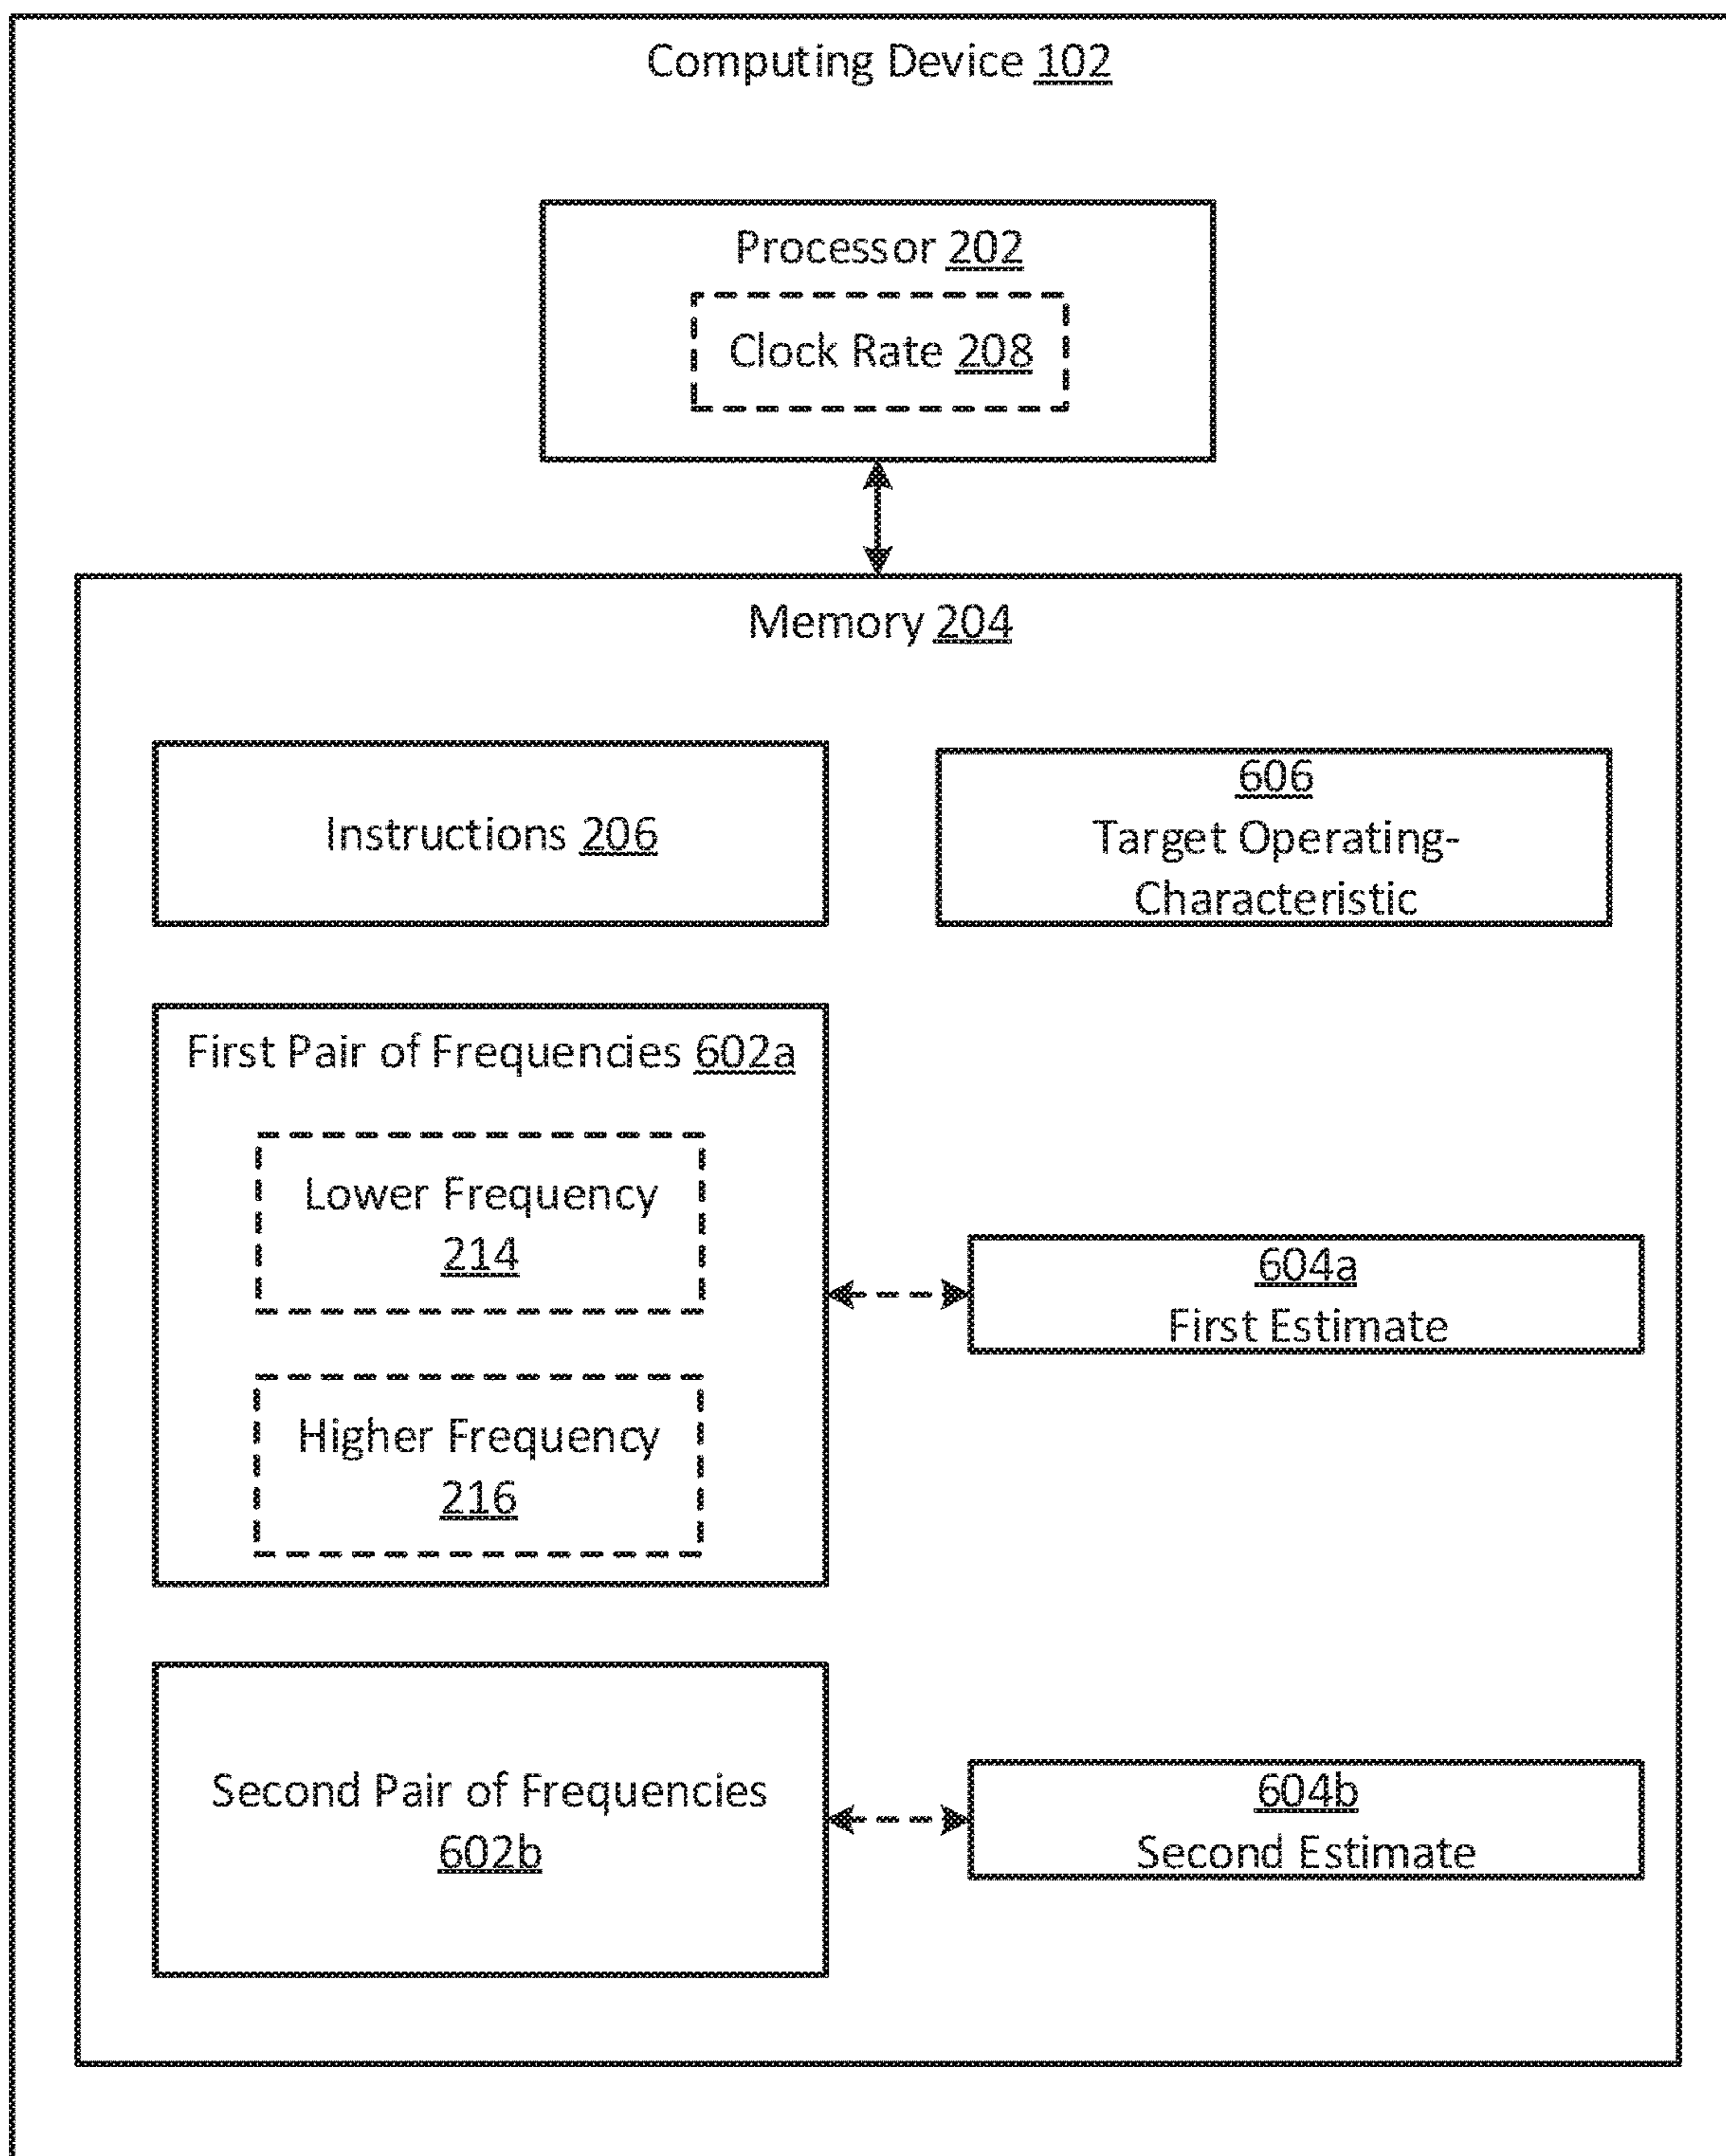 Computing Device 102
Processor 202
Clock Rate 208
Memory 204
Instructions 206
606
Target Operating-
Characteristic
First Pair of Frequencies 602a
Lower Frequency
214
Higher Frequency
216
604a
First Estimate
Second Pair of Frequencies
602b
604b
Second Estimate